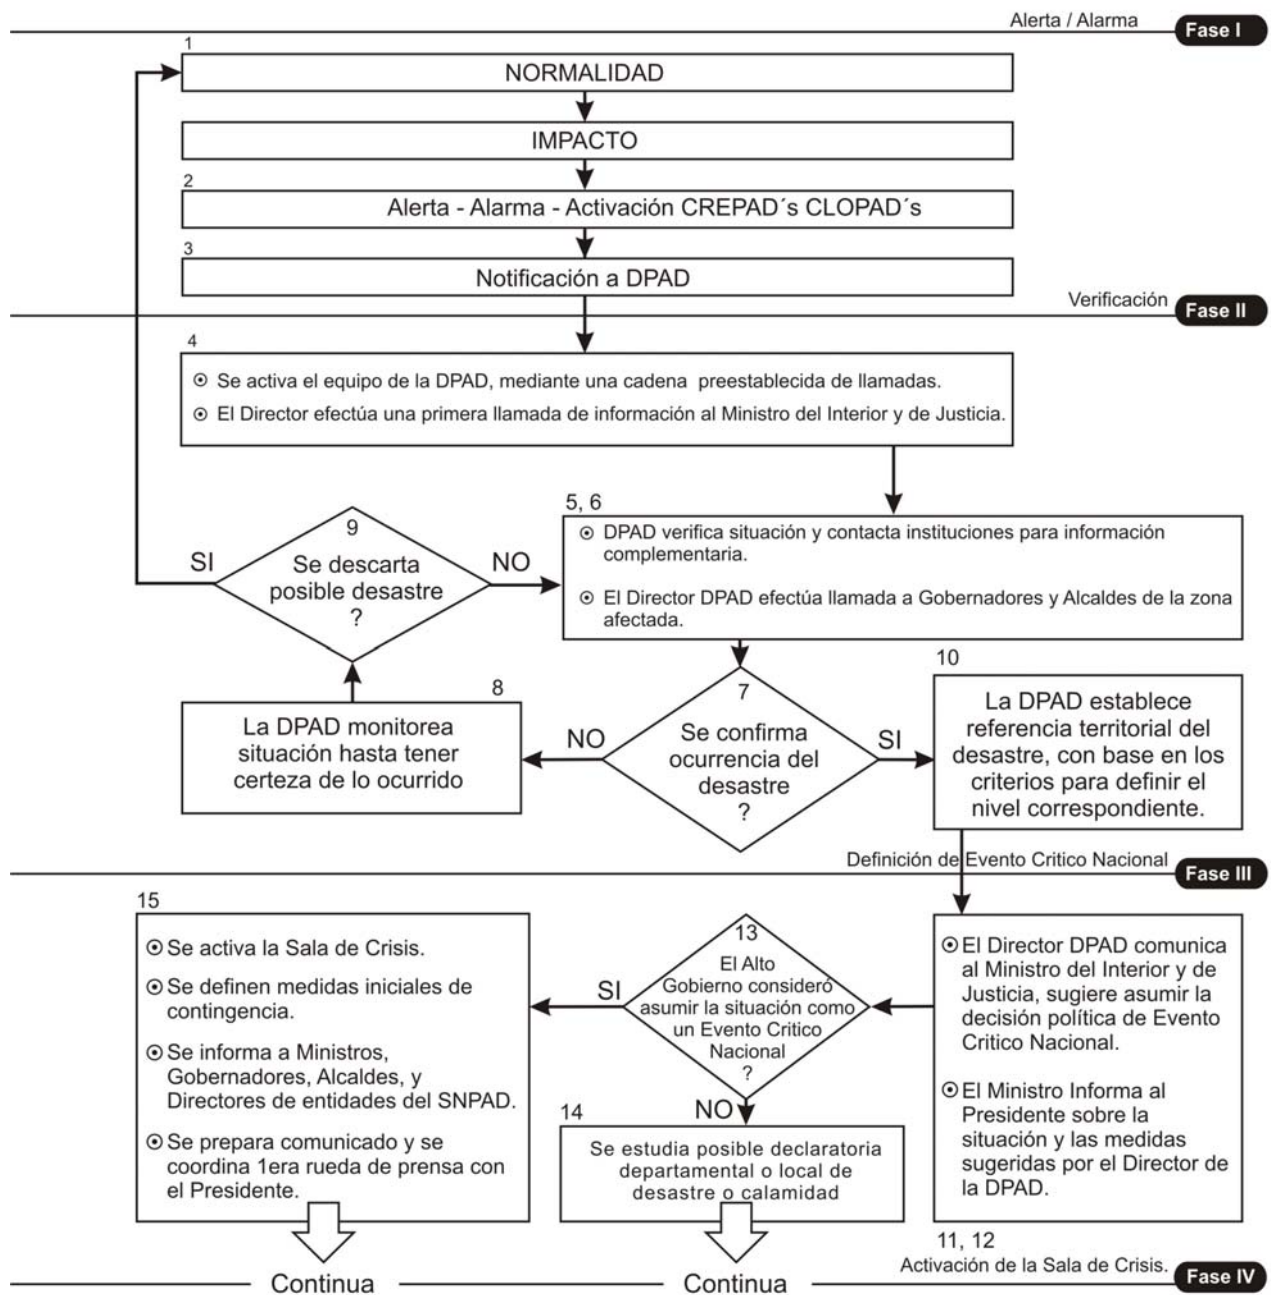 Alerta / Alarma
Fase I
1
NORMALIDAD
IMPACTO
2
Alerta - Alarma - Activación CREPAD´s CLOPAD´s
3
Notificación a DPAD
Verificación
Fase II
4
Se activa el equipo de la DPAD, mediante una cadena preestablecida de llamadas.
El Director efectúa una primera llamada de información al Ministro del Interior y de Justicia.
5, 6
DPAD verifica situación y contacta instituciones para información
complementaria.
El Director DPAD efectúa llamada a Gobernadores y Alcaldes de la zona
afectada.
9
SI
Se descarta
posible desastre
?
NO
8
La DPAD monitorea
situación hasta tener
certeza de lo ocurrido
7
NO
Se confirma
ocurrencia del
desastre
?
SI
10
La DPAD establece
referencia territorial del
desastre, con base en los
criterios para definir el
nivel correspondiente.
Definición de Evento Critico Nacional
Fase III
15
Se activa la Sala de Crisis.
Se definen medidas iniciales de
contingencia.
Se informa a Ministros,
Gobernadores, Alcaldes, y
Directores de entidades del SNPAD.
Se prepara comunicado y se
coordina 1era rueda de prensa con
el Presidente.
13
SI
El Alto
Gobierno consideró
asumir la situación como
un Evento Critico
Nacional
?
NO
14
Se estudia posible declaratoria
departamental o local de
desastre o calamidad
El Director DPAD comunica
al Ministro del Interior y de
Justicia, sugiere asumir la
decisión política de Evento
Critico Nacional.
El Ministro Informa al
Presidente sobre la
situación y las medidas
sugeridas por el Director de
la DPAD.
11, 12
Activación de la Sala de Crisis.
Fase IV
Continua
Continua